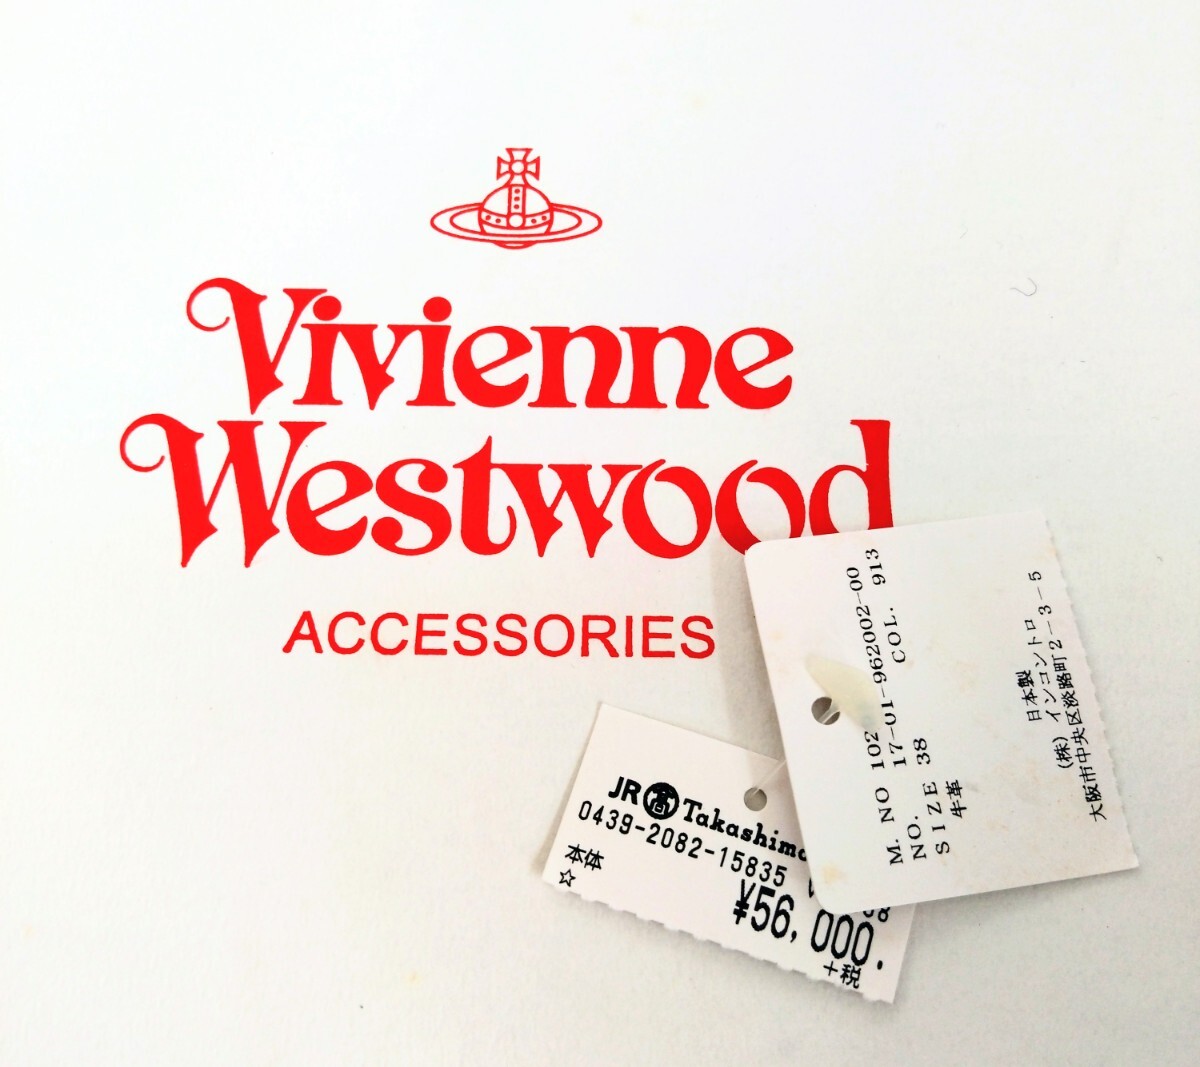 Vivienne
Westwood
ACCESSORIES
JR 髙 Takashima
0439-2082-15835
本体
☆
¥56,000.
+税
M. NO 102
NO. 17-01-962002-00
SIZE 38 COL. 913
牛革
日本製
(株) インコントロ
大阪市中央区淡路町2-3-5